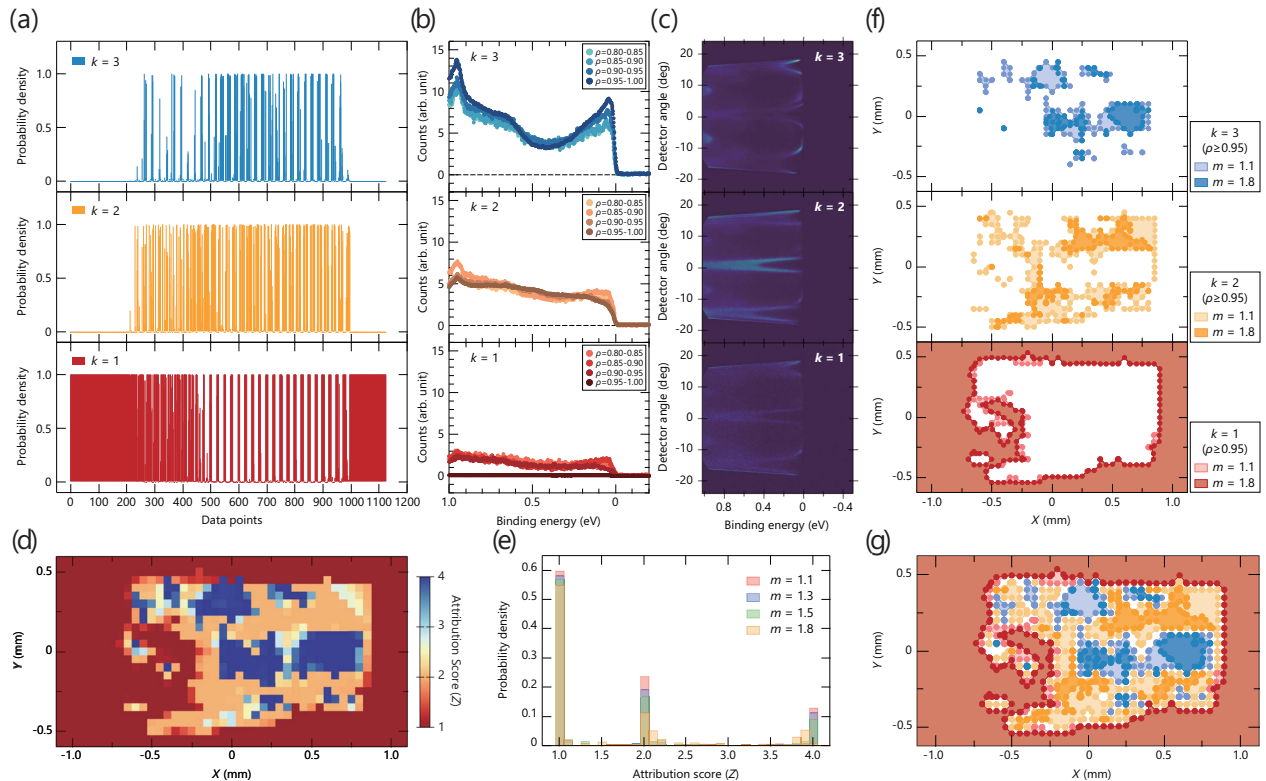 (a)
k = 3
Probability density
1.0
0.5
0
k = 2
Probability density
1.0
0.5
0
k = 1
Probability density
1.0
0.5
0
0 200 400 600 800 1000 1200
Data points
(b)
k = 3
ρ=0.80-0.85
ρ=0.85-0.90
ρ=0.90-0.95
ρ=0.95-1.00
Counts (arb. unit)
15
10
5
0
k = 2
ρ=0.80-0.85
ρ=0.85-0.90
ρ=0.90-0.95
ρ=0.95-1.00
Counts (arb. unit)
15
10
5
0
k = 1
ρ=0.80-0.85
ρ=0.85-0.90
ρ=0.90-0.95
ρ=0.95-1.00
Counts (arb. unit)
15
10
5
0
1.0 0.5 0
Binding energy (eV)
(c)
k = 3
Detector angle (deg)
20
10
0
-10
-20
k = 2
Detector angle (deg)
20
10
0
-10
-20
k = 1
Detector angle (deg)
20
10
0
-10
-20
0.8 0.4 0 -0.4
Binding energy (eV)
(f)
Y (mm)
0.5
0
-0.5
k = 3
(ρ≥0.95)
m = 1.1
m = 1.8
Y (mm)
0.5
0
-0.5
k = 2
(ρ≥0.95)
m = 1.1
m = 1.8
Y (mm)
0.5
0
-0.5
k = 1
(ρ≥0.95)
m = 1.1
m = 1.8
-1.0 -0.5 0 0.5 1.0
X (mm)
(d)
Y (mm)
0.5
0
-0.5
-1.0 -0.5 0 0.5 1.0
X (mm)
4
3
2
1
Attribution Score (Z)
(e)
Probability density
0.6
0.5
0.4
0.3
0.2
0.1
0
m = 1.1
m = 1.3
m = 1.5
m = 1.8
1.0 1.5 2.0 2.5 3.0 3.5 4.0
Attribution score (Z)
(g)
Y (mm)
0.5
0
-0.5
-1.0 -0.5 0 0.5 1.0
X (mm)